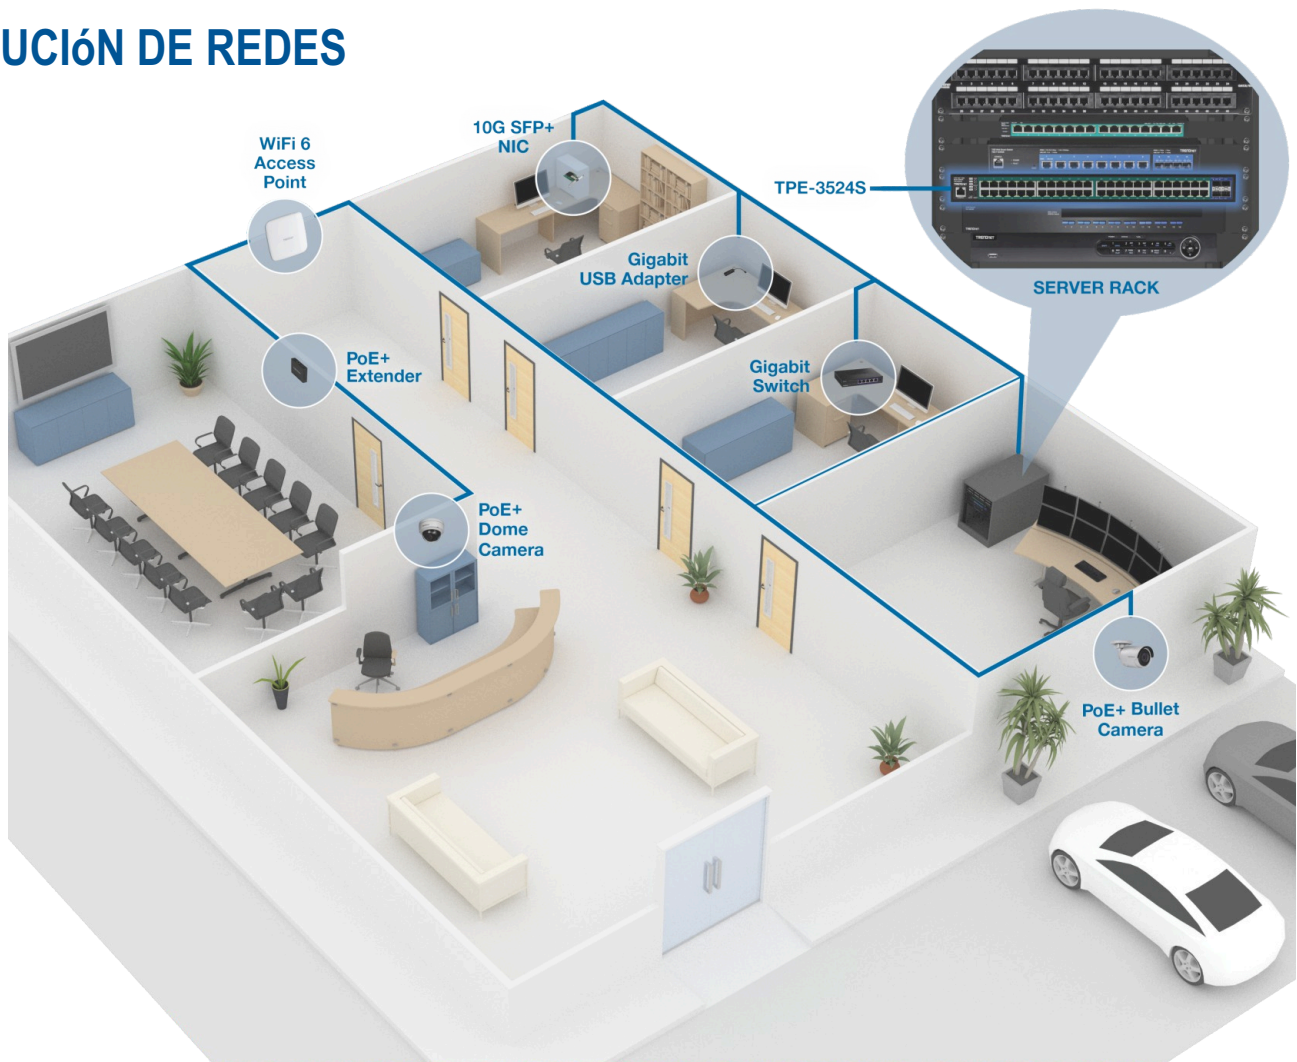 UCIóN DE REDES
WiFi 6
Access
Point
10G SFP+
NIC
TPE-3524S
SERVER RACK
Gigabit
USB Adapter
PoE+
Extender
Gigabit
Switch
PoE+
Dome
Camera
PoE+ Bullet
Camera